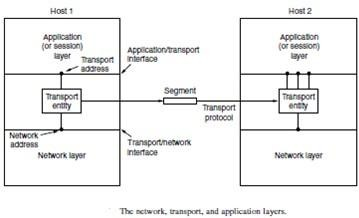 Host 1
Host 2
Application
(or session)
layer
Transport
address
Application/transport
Interface
Application
(or session)
layer
Transport
entity
Segment
Transport
protocol
Transport
entity
Network
address
Network layer
Transport/network
Interface
Network layer
The network, transport, and application layers.